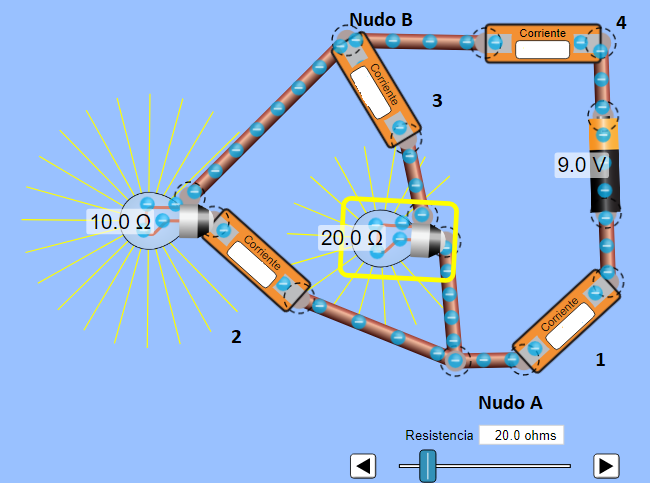 Nudo B
4
Corriente
Corriente
3
9.0 V
10.0 Ω
20.0 Ω
Corriente
Corriente
2
1
Nudo A
Resistencia 20.0 ohms